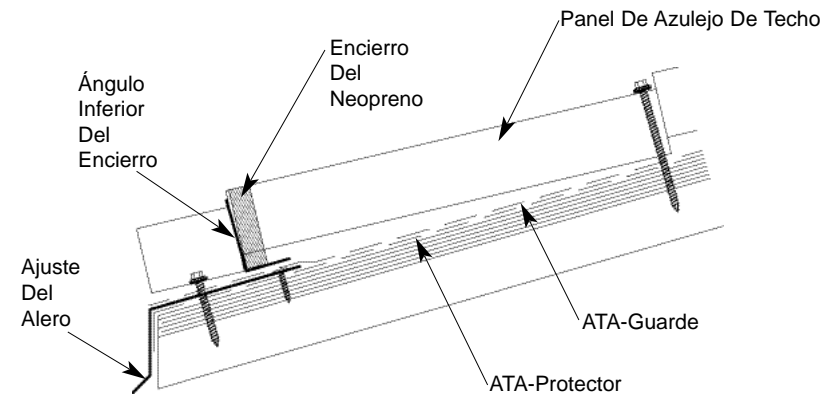 Panel De Azulejo De Techo
Encierro
Del
Neopreno
Ángulo
Inferior
Del
Encierro
Ajuste
Del
Alero
ATA-Guarde
ATA-Protector